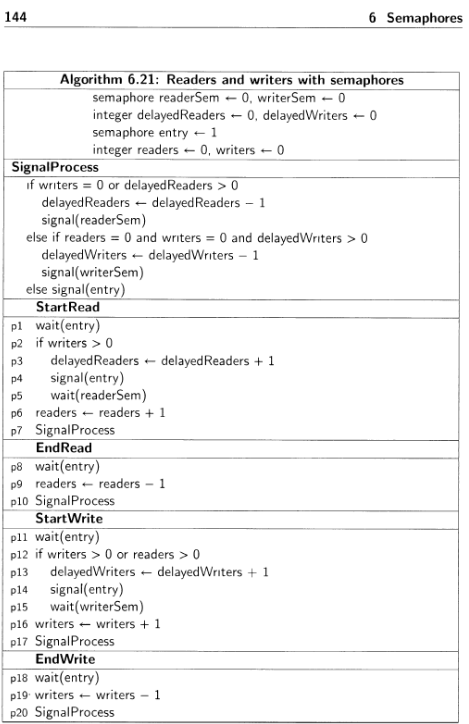 144 6 Semaphores
Algorithm 6.21: Readers and writers with semaphores
semaphore readerSem ← 0, writerSem ← 0
integer delayedReaders ← 0, delayedWriters ← 0
semaphore entry ← 1
integer readers ← 0, writers ← 0
SignalProcess
if writers = 0 or delayedReaders > 0
delayedReaders ← delayedReaders − 1
signal(readerSem)
else if readers = 0 and writers = 0 and delayedWriters > 0
delayedWriters ← delayedWriters − 1
signal(writerSem)
else signal(entry)
StartRead
p1 wait(entry)
p2 if writers > 0
p3 delayedReaders ← delayedReaders + 1
p4 signal(entry)
p5 wait(readerSem)
p6 readers ← readers + 1
p7 SignalProcess
EndRead
p8 wait(entry)
p9 readers ← readers − 1
p10 SignalProcess
StartWrite
p11 wait(entry)
p12 if writers > 0 or readers > 0
p13 delayedWriters ← delayedWriters + 1
p14 signal(entry)
p15 wait(writerSem)
p16 writers ← writers + 1
p17 SignalProcess
EndWrite
p18 wait(entry)
p19 writers ← writers − 1
p20 SignalProcess